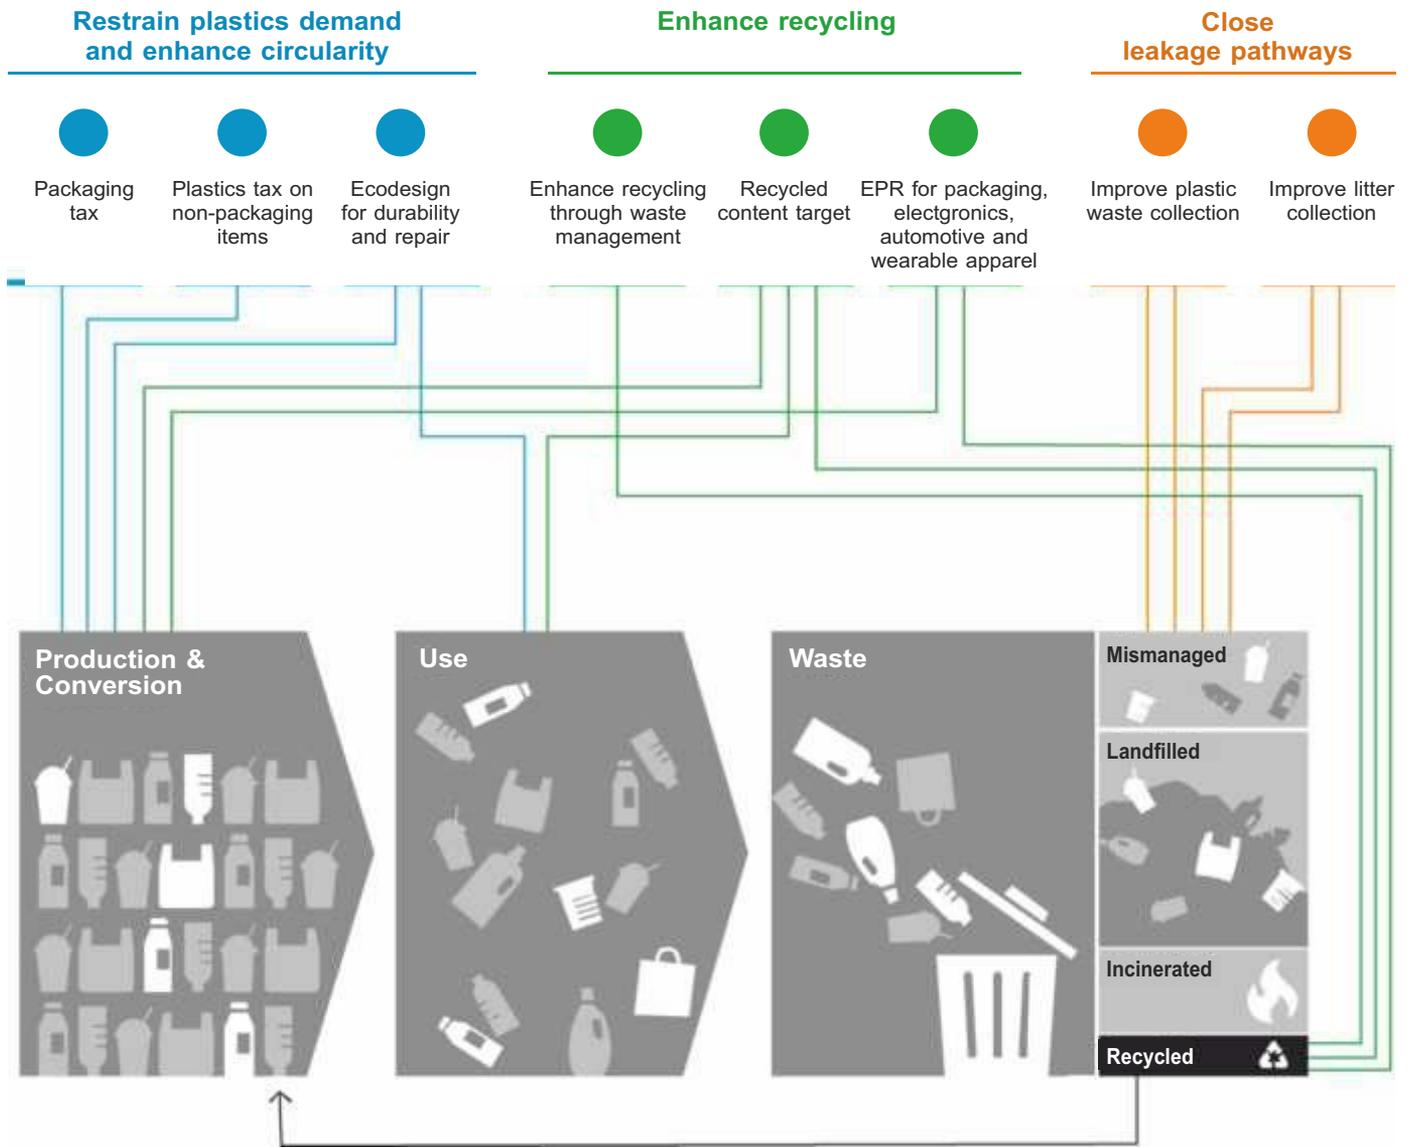 Restrain plastics demand
and enhance circularity
Enhance recycling
Close
leakage pathways
Packaging
tax
Plastics tax on
non-packaging
items
Ecodesign
for durability
and repair
Enhance recycling
through waste
management
Recycled
content target
EPR for packaging,
electgronics,
automotive and
wearable apparel
Improve plastic
waste collection
Improve litter
collection
Production &
Conversion
Use
Waste
Mismanaged
Landfilled
Incinerated
Recycled